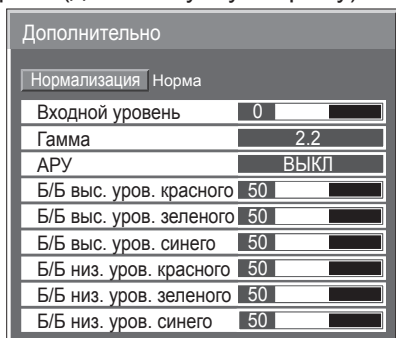 Дополнительно
Нормализация Норма
Входной уровень 0
Гамма 2.2
АРУ ВЫКЛ
Б/Б выс. уров. красного 50
Б/Б выс. уров. зеленого 50
Б/Б выс. уров. синего 50
Б/Б низ. уров. красного 50
Б/Б низ. уров. зеленого 50
Б/Б низ. уров. синего 50